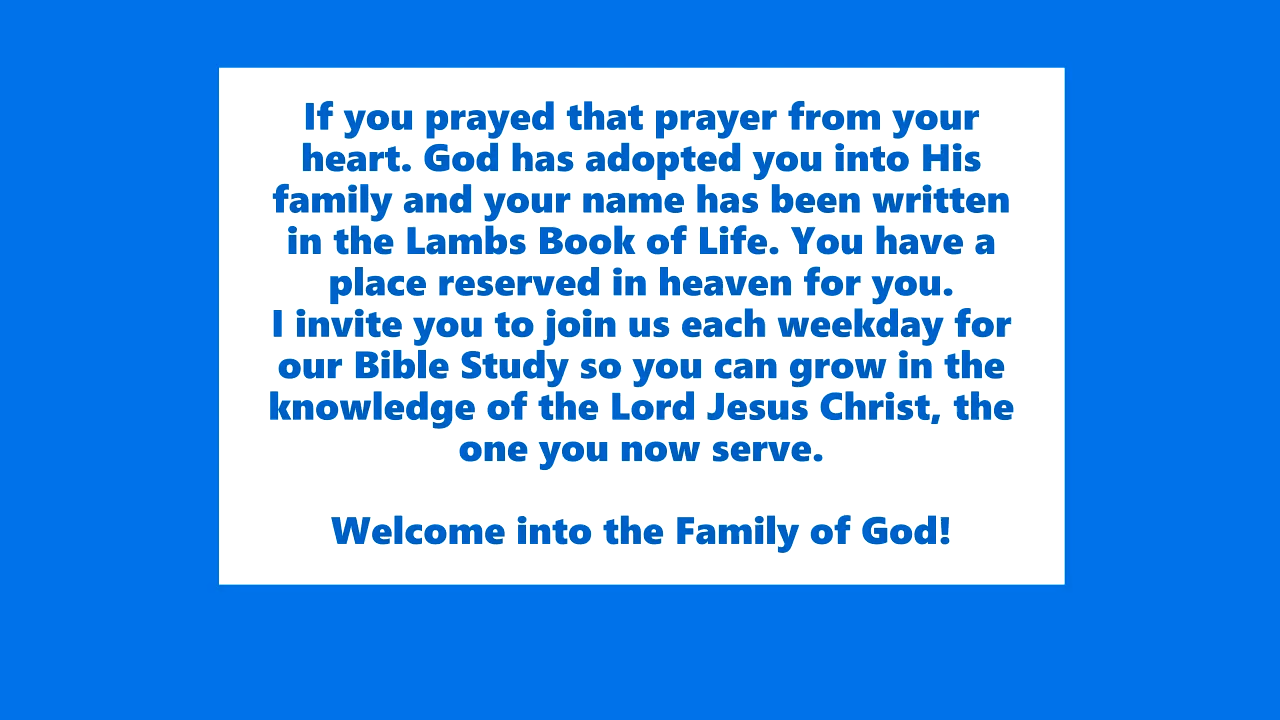 If you prayed that prayer from your
heart. God has adopted you into His
family and your name has been written
in the Lambs Book of Life. You have a
place reserved in heaven for you.
I invite you to join us each weekday for
our Bible Study so you can grow in the
knowledge of the Lord Jesus Christ, the
one you now serve.
Welcome into the Family of God!